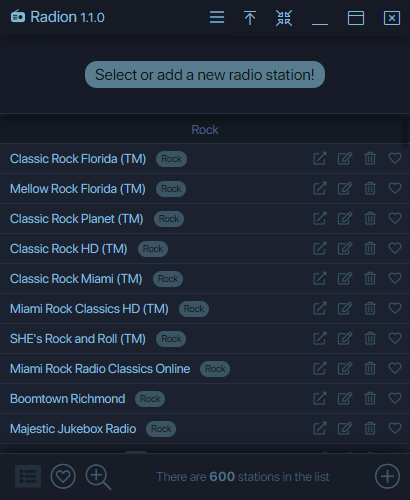 Radion 1.1.0
Select or add a new radio station!
Rock
Classic Rock Florida (TM) Rock
Mellow Rock Florida (TM) Rock
Classic Rock Planet (TM) Rock
Classic Rock HD (TM) Rock
Classic Rock Miami (TM) Rock
Miami Rock Classics HD (TM) Rock
SHE's Rock and Roll (TM) Rock
Miami Rock Radio Classics Online Rock
Boomtown Richmond Rock
Majestic Jukebox Radio Rock
There are 600 stations in the list